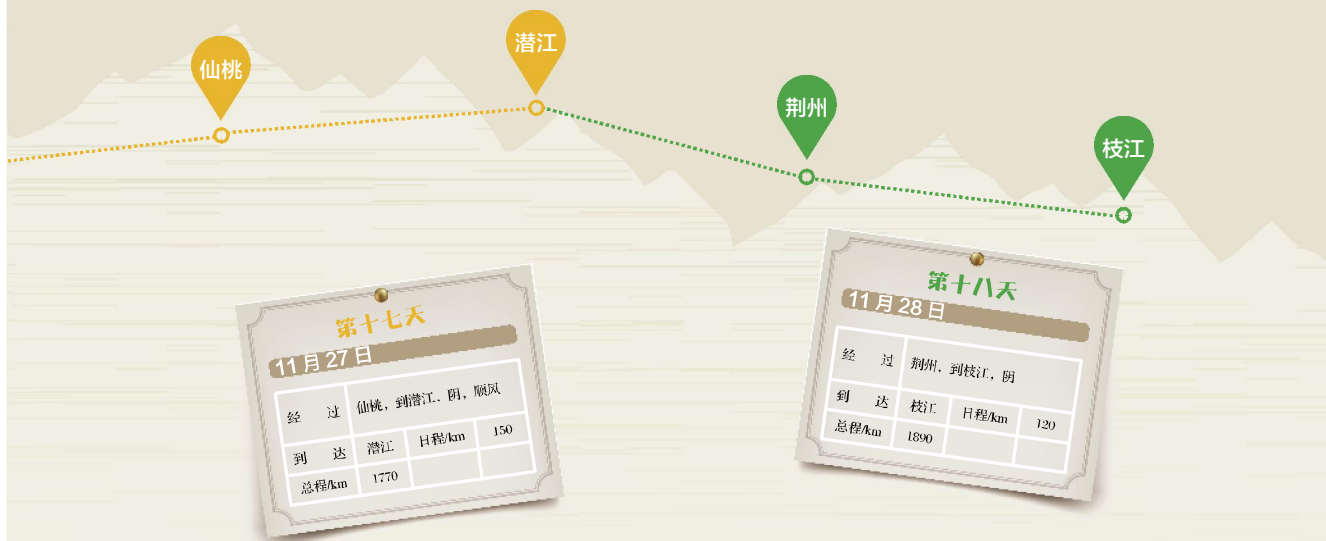 仙桃
潜江
荆州
枝江
第十七天
11月27日
经 过 仙桃，到潜江、阴，顺风
到 达 潜江 日程/km 150
总程/km 1770
第十八天
11月28日
经 过 荆州，到枝江，阴
到 达 枝江 日程/km 120
总程/km 1890